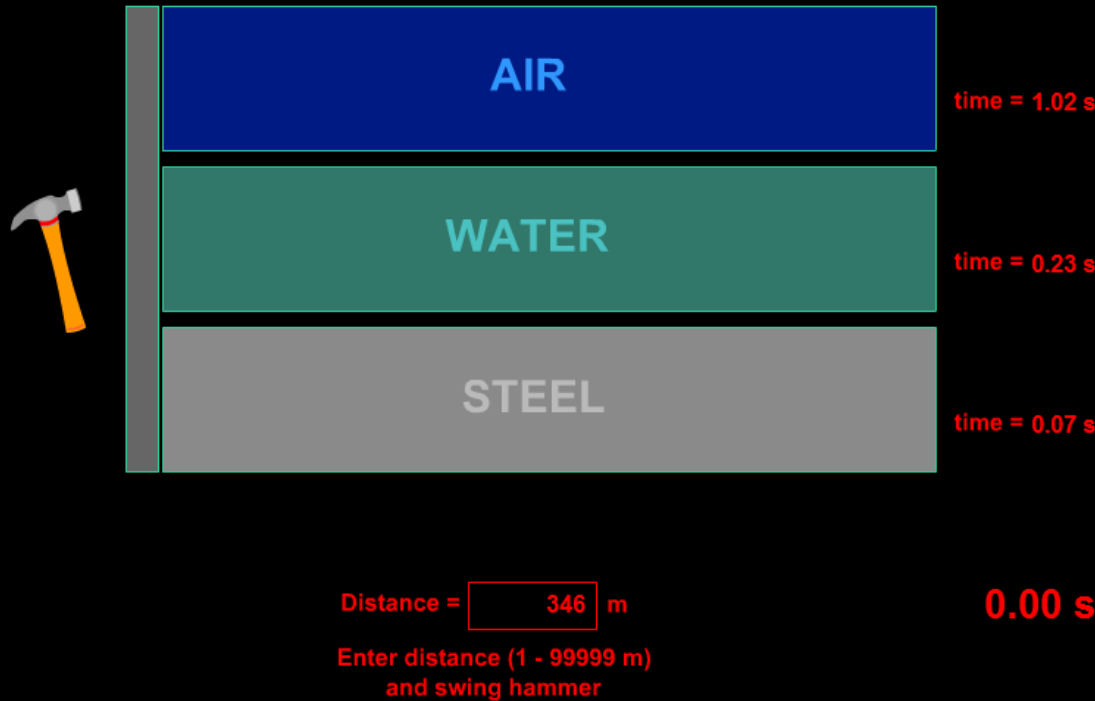 AIR
time = 1.02 s
WATER
time = 0.23 s
STEEL
time = 0.07 s
Distance = 346 m
0.00 s
Enter distance (1 - 99999 m)
and swing hammer